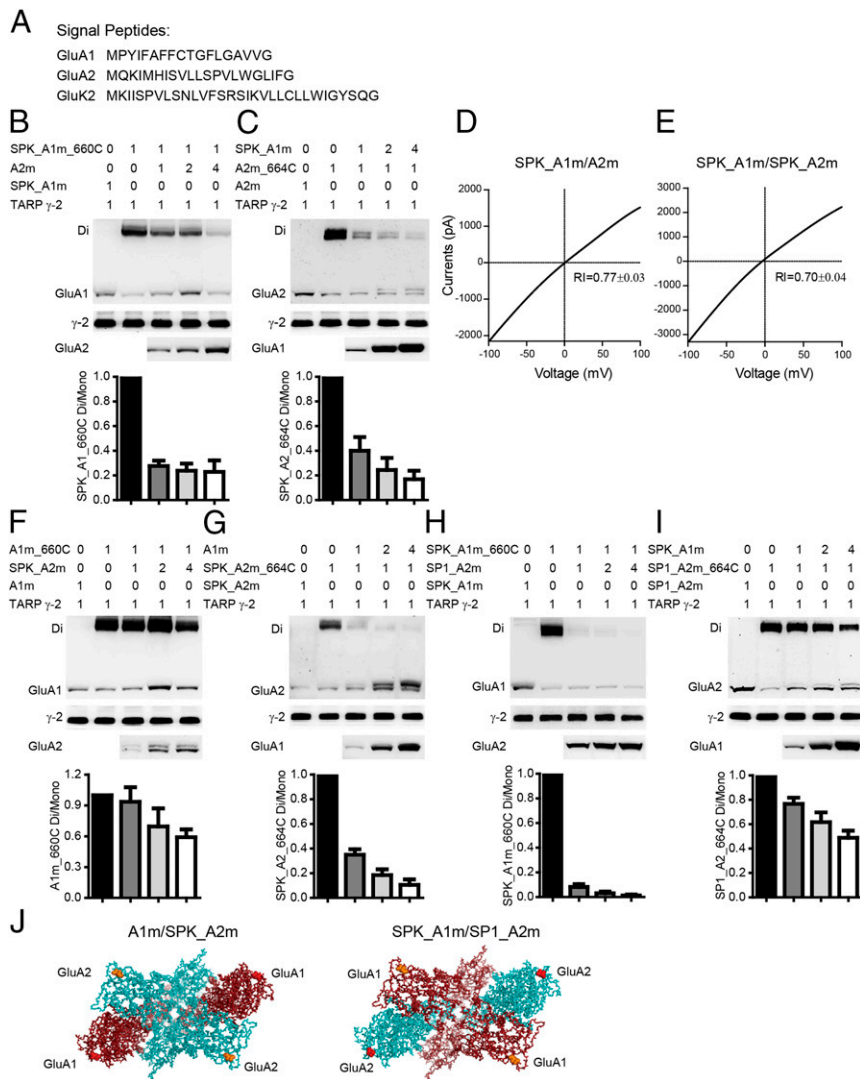 A
Signal Peptides:
GluA1 MPYIFAFFCTGFLGAVVG
GluA2 MQKIMHISVLLSPVLWGLIFG
GluK2 MKIISPVLSNLVFSRSIKVLLCLLWIGYSQG
B
SPK_A1m_660C 0 1 1 1 1
A2m 0 0 1 2 4
SPK_A1m 1 0 0 0 0
TARP γ-2 1 1 1 1 1
Di
GluA1
γ-2
GluA2
SPK_A1_660C Di/Mono
1.0
0.8
0.6
0.4
0.2
0.0
C
SPK_A1m 0 0 1 2 4
A2m_664C 0 1 1 1 1
A2m 1 0 0 0 0
TARP γ-2 1 1 1 1 1
Di
GluA2
γ-2
GluA1
SPK_A2_664C Di/Mono
1.0
0.8
0.6
0.4
0.2
0.0
D
SPK_A1m/A2m
Currents (pA)
2000
1000
0
-1000
-2000
RI=0.77±0.03
-100 -50 0 50 100
Voltage (mV)
E
SPK_A1m/SPK_A2m
2000
1000
0
-1000
-2000
-3000
RI=0.70±0.04
-100 -50 0 50 100
Voltage (mV)
F
A1m_660C 0 1 1 1 1
SPK_A2m 0 0 1 2 4
A1m 1 0 0 0 0
TARP γ-2 1 1 1 1 1
Di
GluA1
γ-2
GluA2
A1m_660C Di/Mono
1.2
0.9
0.6
0.3
0.0
G
A1m 0 0 1 2 4
SPK_A2m_664C 0 1 1 1 1
SPK_A2m 1 0 0 0 0
TARP γ-2 1 1 1 1 1
Di
GluA2
γ-2
GluA1
SPK_A2_664C Di/Mono
1.0
0.8
0.6
0.4
0.2
0.0
H
SPK_A1m_660C 0 1 1 1 1
SP1_A2m 0 0 1 2 4
SPK_A1m 1 0 0 0 0
TARP γ-2 1 1 1 1 1
Di
GluA1
γ-2
GluA2
SPK_A1m_660C Di/Mono
1.0
0.8
0.6
0.4
0.2
0.0
I
SPK_A1m 0 0 1 2 4
SP1_A2m_664C 0 1 1 1 1
SP1_A2m 1 0 0 0 0
TARP γ-2 1 1 1 1 1
Di
GluA2
γ-2
GluA1
SP1_A2_664C Di/Mono
1.0
0.8
0.6
0.4
0.2
0.0
J
A1m/SPK_A2m
GluA2
GluA1
GluA1
GluA2
SPK_A1m/SP1_A2m
GluA1
GluA2
GluA2
GluA1